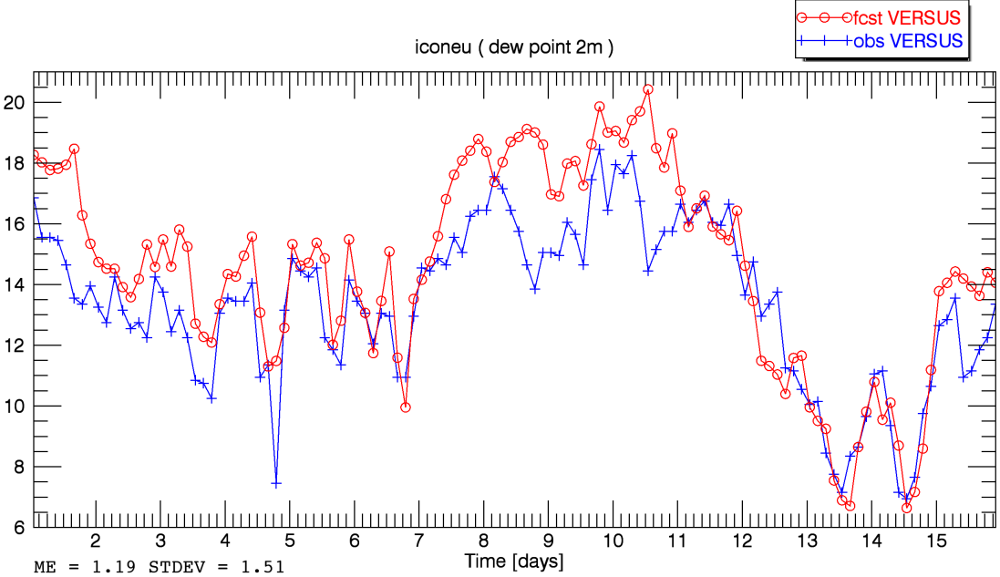 fcst VERSUS
obs VERSUS
iconeu ( dew point 2m )
20
18
16
14
12
10
8
6
2 3 4 5 6 7 8 9 10 11 12 13 14 15
Time [days]
ME = 1.19 STDEV = 1.51